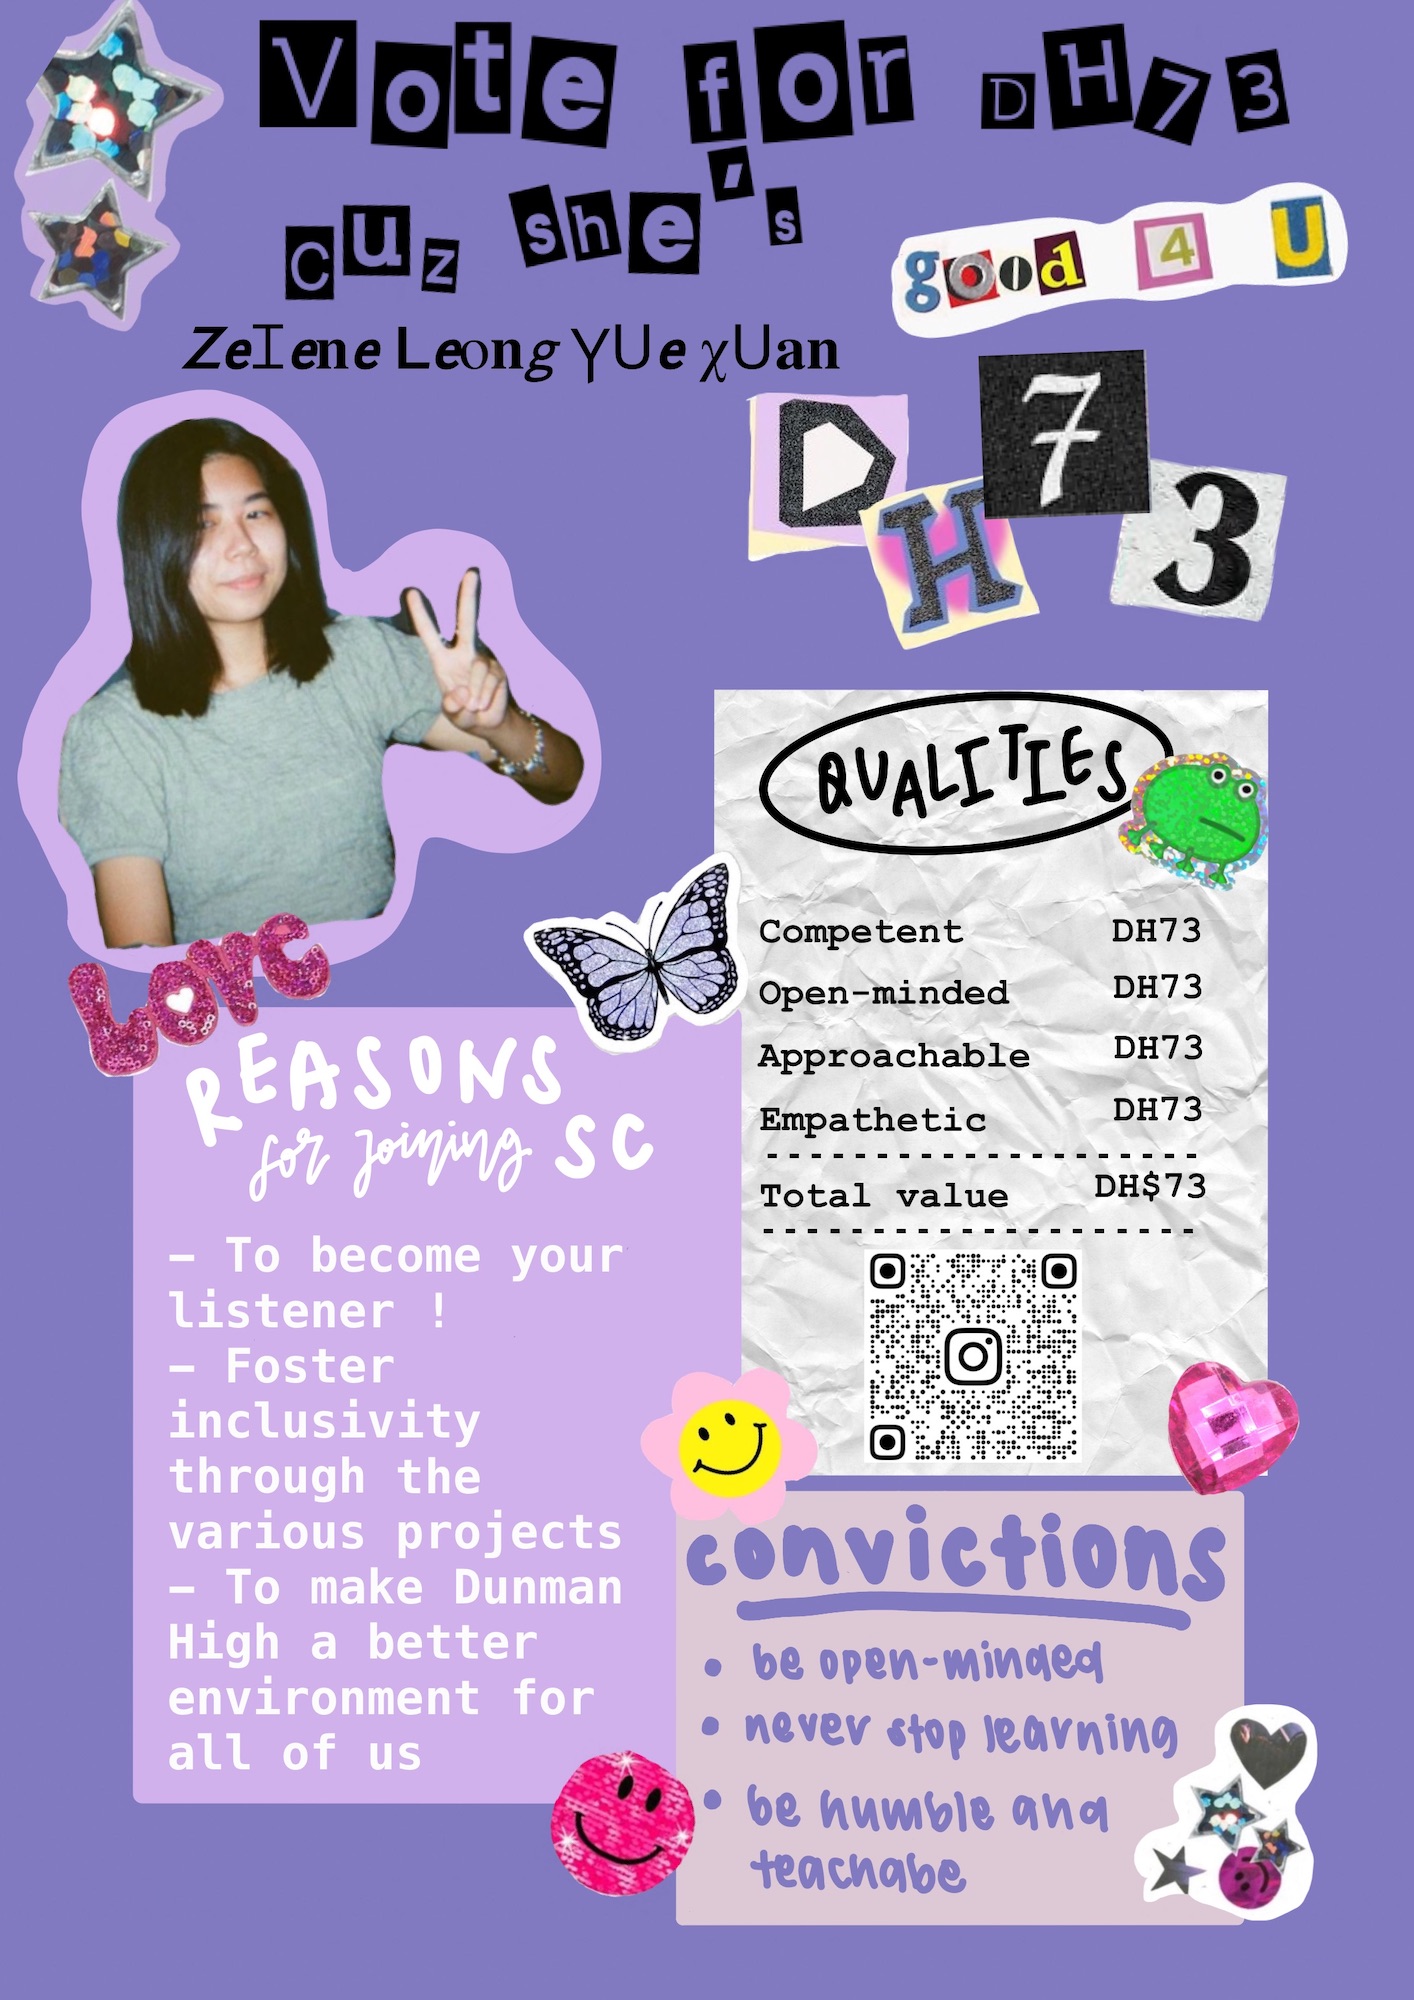 Vote for DH73
cuz she's good 4 U
ZeIene Leong YUe χUan
DH73
QUALITIES
Competent DH73
Open-minded DH73
Approachable DH73
Empathetic DH73
Total value DH$73
LOVE
REASONS
for joining SC
– To become your
listener !
– Foster
inclusivity
through the
various projects
– To make Dunman
High a better
environment for
all of us
convictions
• be open-minded
• never stop learning
• be humble and
teachabe